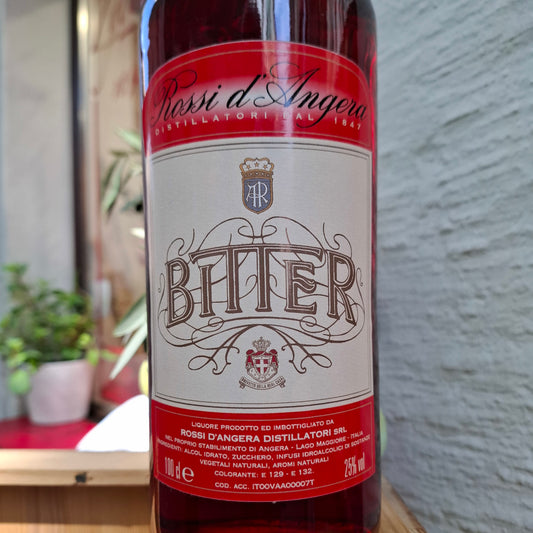 Rossi d'Angera
DISTILLATORI DAL 1847
AR
BITTER
LIQUORE PRODOTTO ED IMBOTTIGLIATO DA
ROSSI D'ANGERA DISTILLATORI SRL
NEL PROPRIO STABILIMENTO DI ANGERA - LAGO MAGGIORE - ITALIA
INGREDIENTI: ALCOL IDRATO, ZUCCHERO, INFUSI IDROALCOLICI DI SOSTANZE
VEGETALI NATURALI, AROMI NATURALI
COLORANTE: E 129 - E 132.
100 cl e
25% vol
COD. ACC. IT00VAA00007T